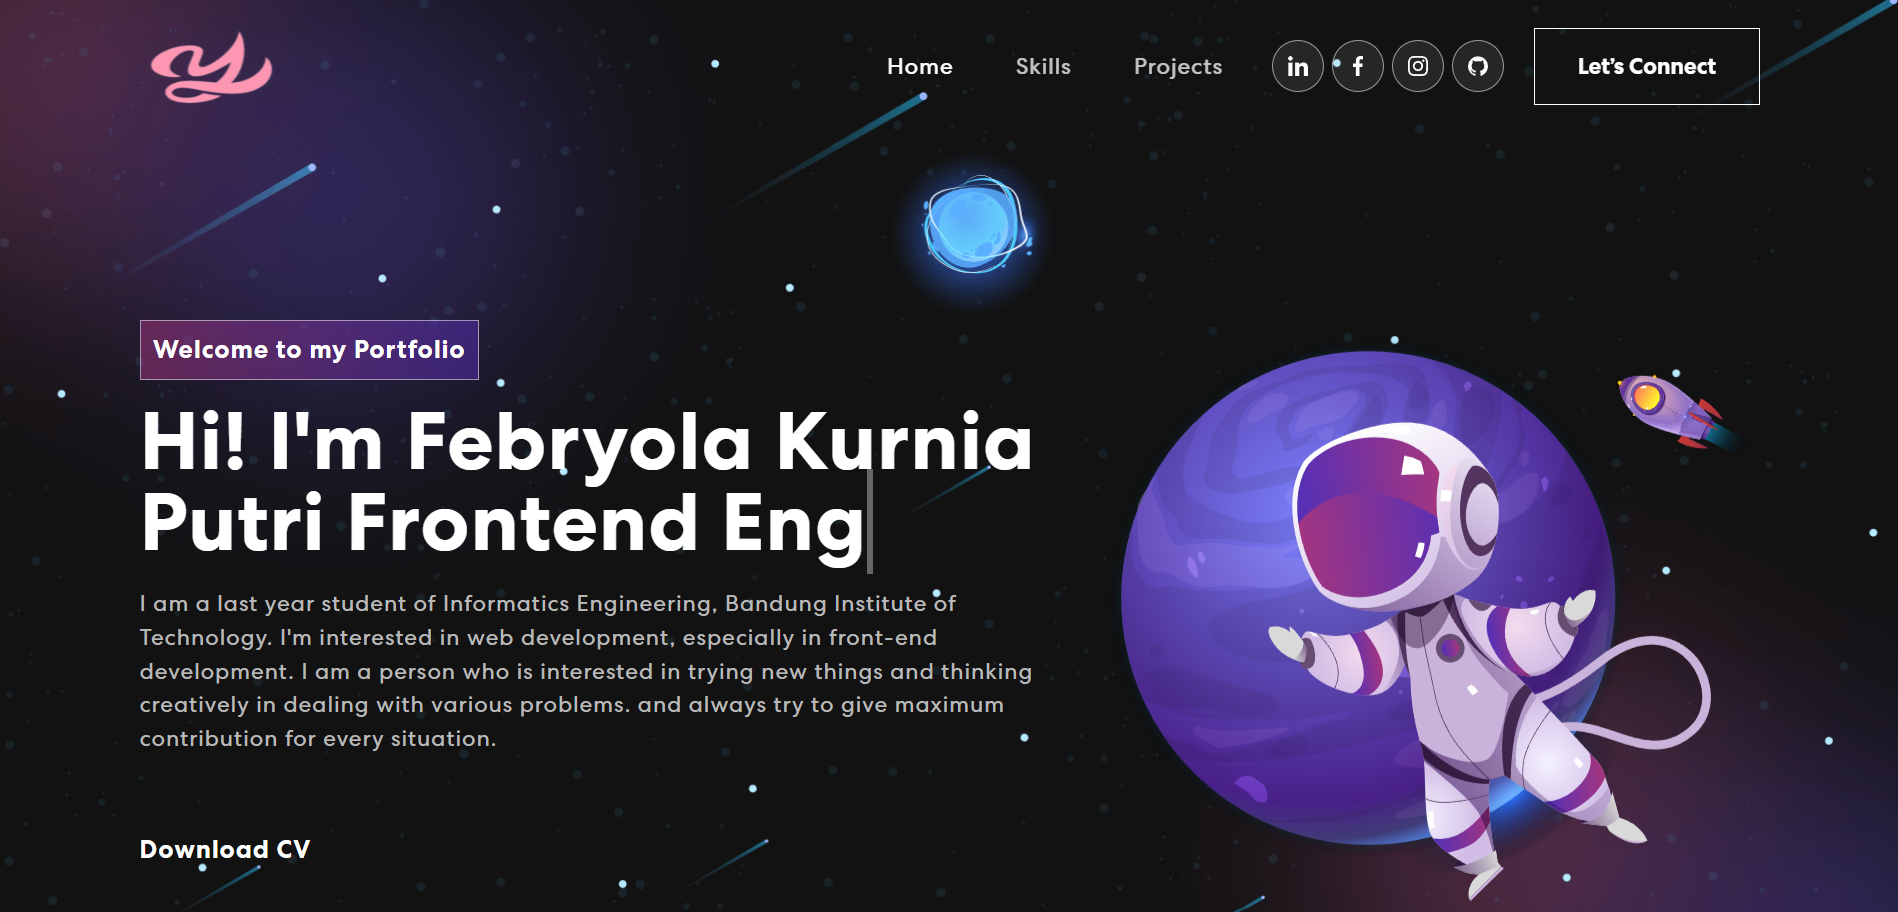 Home Skills Projects in f Let's Connect
Welcome to my Portfolio
Hi! I'm Febryola Kurnia
Putri Frontend Eng
I am a last year student of Informatics Engineering, Bandung Institute of
Technology. I'm interested in web development, especially in front-end
development. I am a person who is interested in trying new things and thinking
creatively in dealing with various problems. and always try to give maximum
contribution for every situation.
Download CV